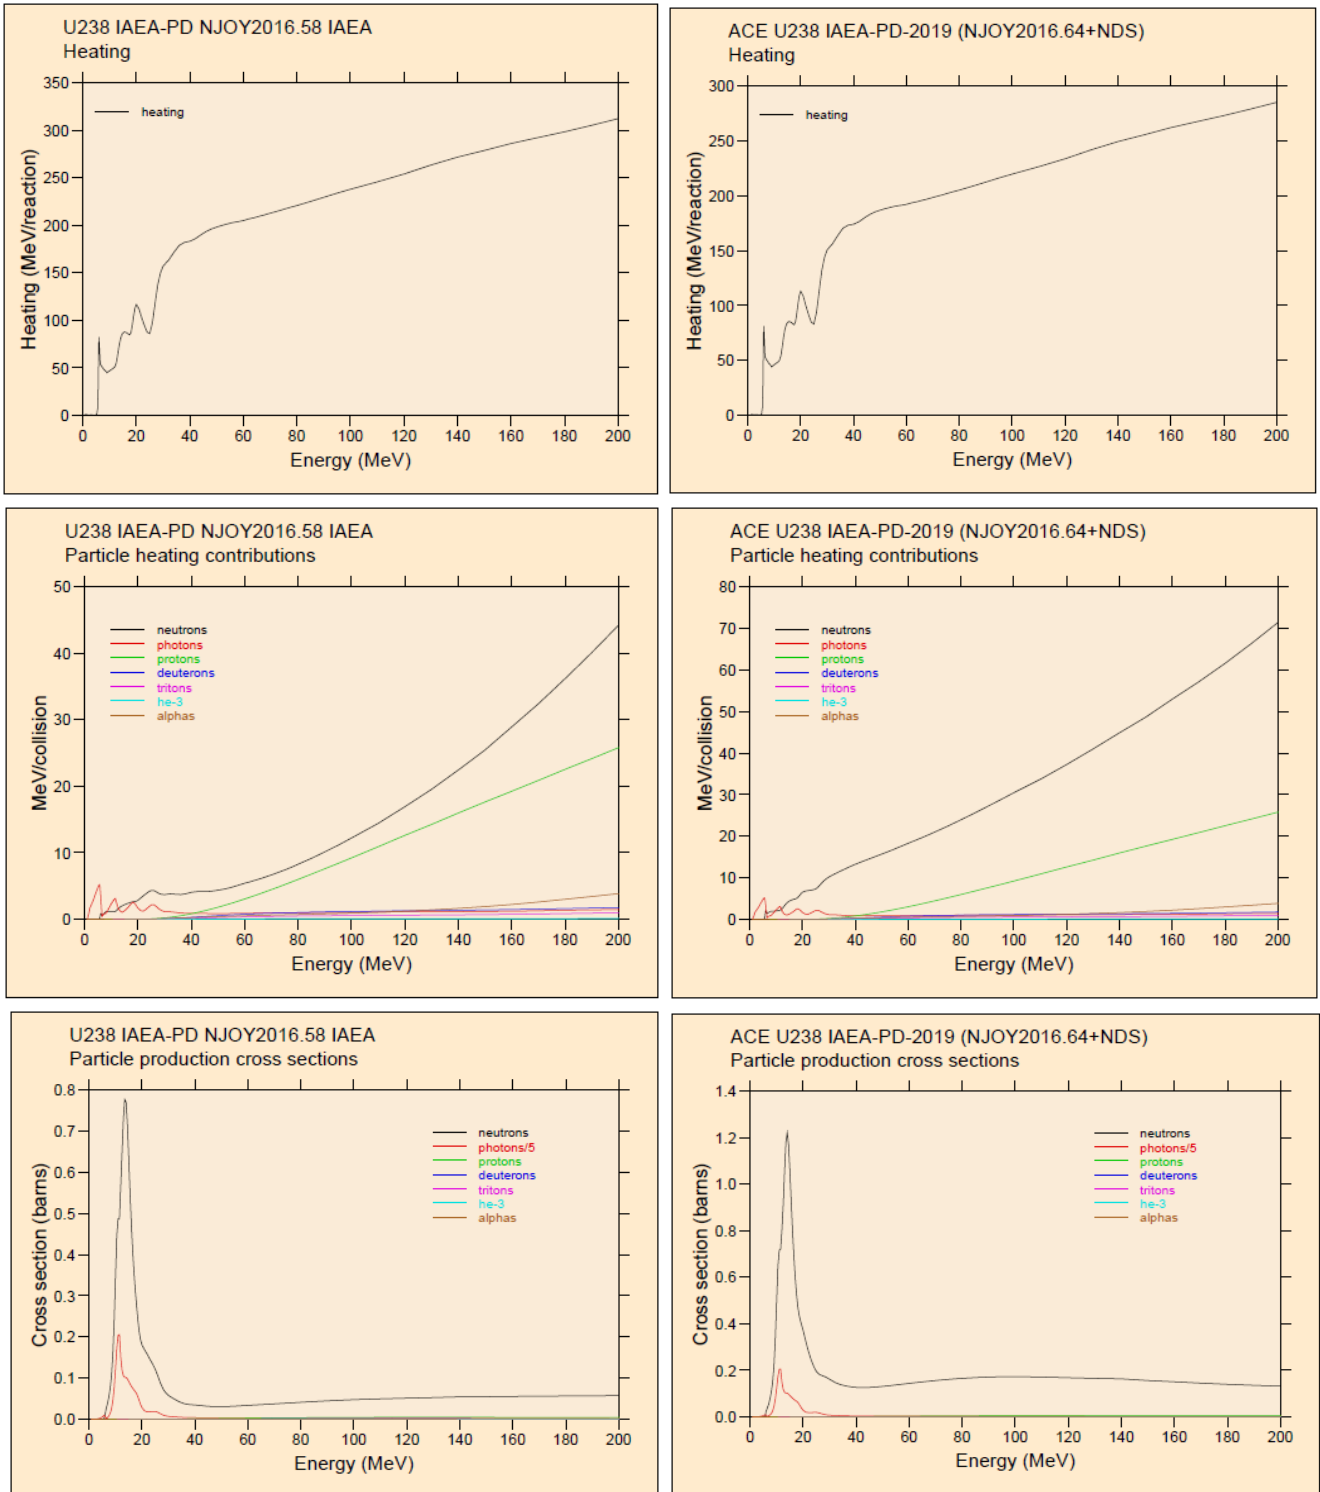 U238 IAEA-PD NJOY2016.58 IAEA
Heating
350
300
250
200
150
100
50
0
Heating (MeV/reaction)
heating
0 20 40 60 80 100 120 140 160 180 200
Energy (MeV)
ACE U238 IAEA-PD-2019 (NJOY2016.64+NDS)
Heating
300
250
200
150
100
50
0
Heating (MeV/reaction)
heating
0 20 40 60 80 100 120 140 160 180 200
Energy (MeV)
U238 IAEA-PD NJOY2016.58 IAEA
Particle heating contributions
50
40
30
20
10
0
MeV/collision
neutrons
photons
protons
deuterons
tritons
he-3
alphas
0 20 40 60 80 100 120 140 160 180 200
Energy (MeV)
ACE U238 IAEA-PD-2019 (NJOY2016.64+NDS)
Particle heating contributions
80
70
60
50
40
30
20
10
0
MeV/collision
neutrons
photons
protons
deuterons
tritons
he-3
alphas
0 20 40 60 80 100 120 140 160 180 200
Energy (MeV)
U238 IAEA-PD NJOY2016.58 IAEA
Particle production cross sections
0.8
0.7
0.6
0.5
0.4
0.3
0.2
0.1
0.0
Cross section (barns)
neutrons
photons/5
protons
deuterons
tritons
he-3
alphas
0 20 40 60 80 100 120 140 160 180 200
Energy (MeV)
ACE U238 IAEA-PD-2019 (NJOY2016.64+NDS)
Particle production cross sections
1.4
1.2
1.0
0.8
0.6
0.4
0.2
0.0
Cross section (barns)
neutrons
photons/5
protons
deuterons
tritons
he-3
alphas
0 20 40 60 80 100 120 140 160 180 200
Energy (MeV)